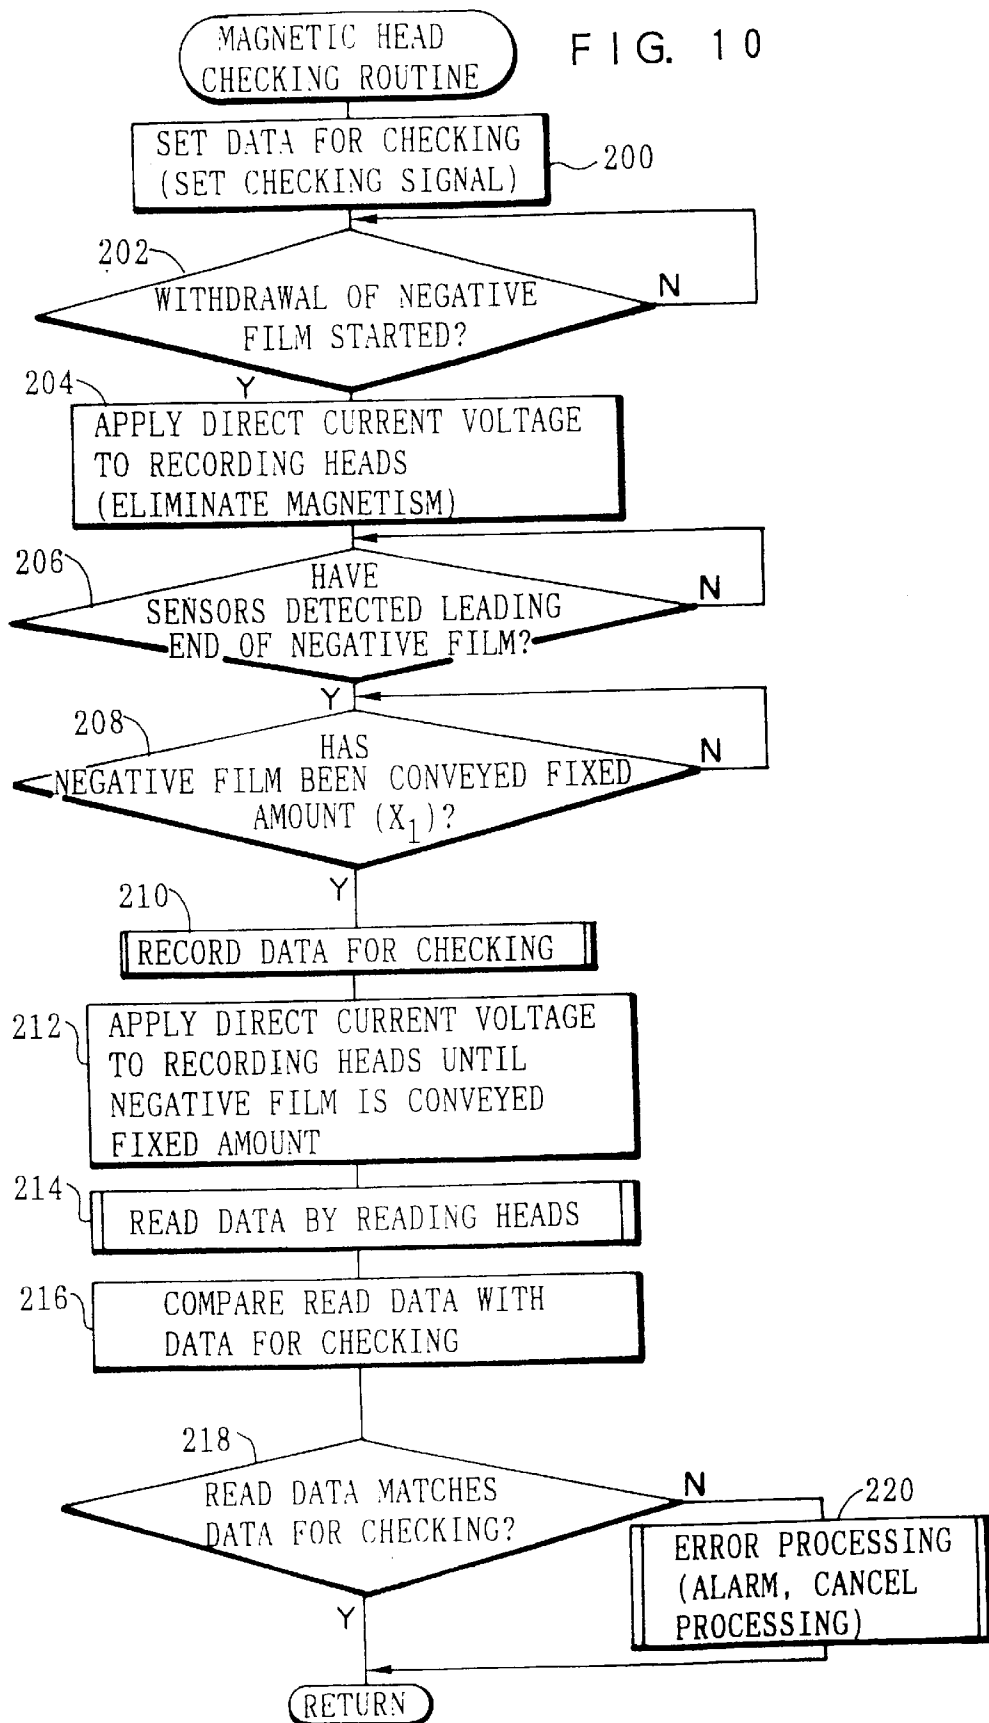 MAGNETIC HEAD
CHECKING ROUTINE
FIG. 10
SET DATA FOR CHECKING
(SET CHECKING SIGNAL)
200
202
WITHDRAWAL OF NEGATIVE
FILM STARTED?
N
Y
204
APPLY DIRECT CURRENT VOLTAGE
TO RECORDING HEADS
(ELIMINATE MAGNETISM)
206
HAVE
SENSORS DETECTED LEADING
END OF NEGATIVE FILM?
N
Y
208
HAS
NEGATIVE FILM BEEN CONVEYED FIXED
AMOUNT (X1)?
N
Y
210
RECORD DATA FOR CHECKING
212
APPLY DIRECT CURRENT VOLTAGE
TO RECORDING HEADS UNTIL
NEGATIVE FILM IS CONVEYED
FIXED AMOUNT
214
READ DATA BY READING HEADS
216
COMPARE READ DATA WITH
DATA FOR CHECKING
218
READ DATA MATCHES
DATA FOR CHECKING?
N
Y
220
ERROR PROCESSING
(ALARM, CANCEL
PROCESSING)
RETURN